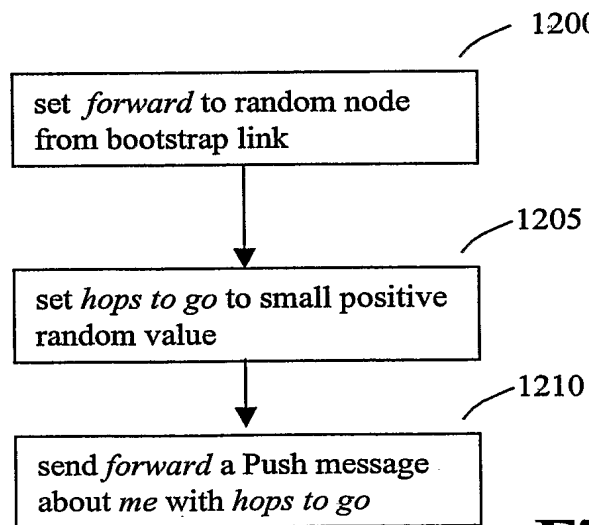 1200
set forward to random node
from bootstrap link
1205
set hops to go to small positive
random value
1210
send forward a Push message
about me with hops to go